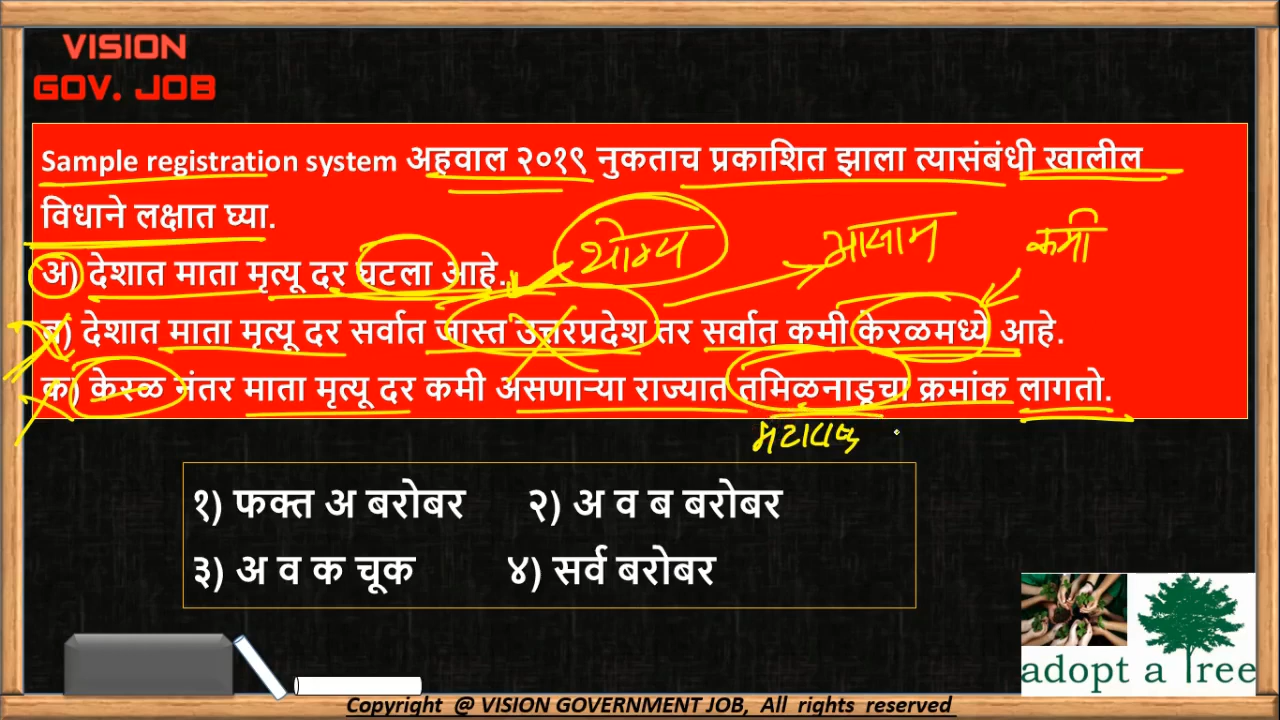 VISION
GOV. JOB
Sample registration system अहवाल २०१९ नुकताच प्रकाशित झाला त्यासंबंधी खालील
विधाने लक्षात घ्या.
योग्य
आसाम
कमी
अ) देशात माता मृत्यू दर घटला आहे.
ब) देशात माता मृत्यू दर सर्वात जास्त उत्तरप्रदेश तर सर्वात कमी केरळमध्ये आहे.
क) केरळ नंतर माता मृत्यू दर कमी असणाऱ्या राज्यात तमिळनाडूचा क्रमांक लागतो.
१) फक्त अ बरोबर २) अ व ब बरोबर
३) अ व क चूक ४) सर्व बरोबर
adopt a Tree
Copyright @ VISION GOVERNMENT JOB, All rights reserved